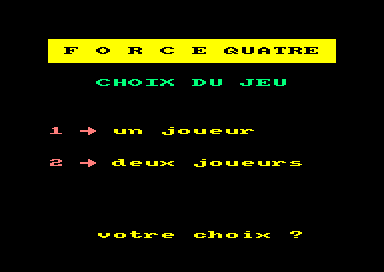 F O R C E QUATRE
CHOIX DU JEU
1 → un joueur
2 → deux joueurs
votre choix ?